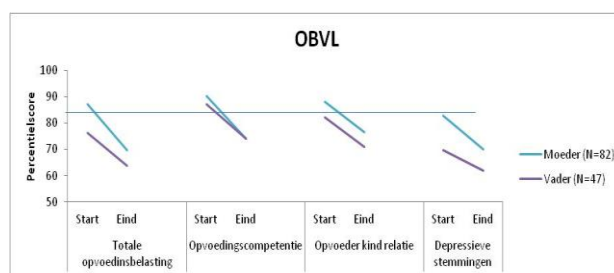 OBVL
Percentielscore
100
90
80
70
60
50
Start Eind Start Eind Start Eind Start Eind
Totale opvoedinsbelasting
Opvoedingscompetentie
Opvoeder kind relatie
Depressieve stemmingen
Moeder (N=82)
Vader (N=47)